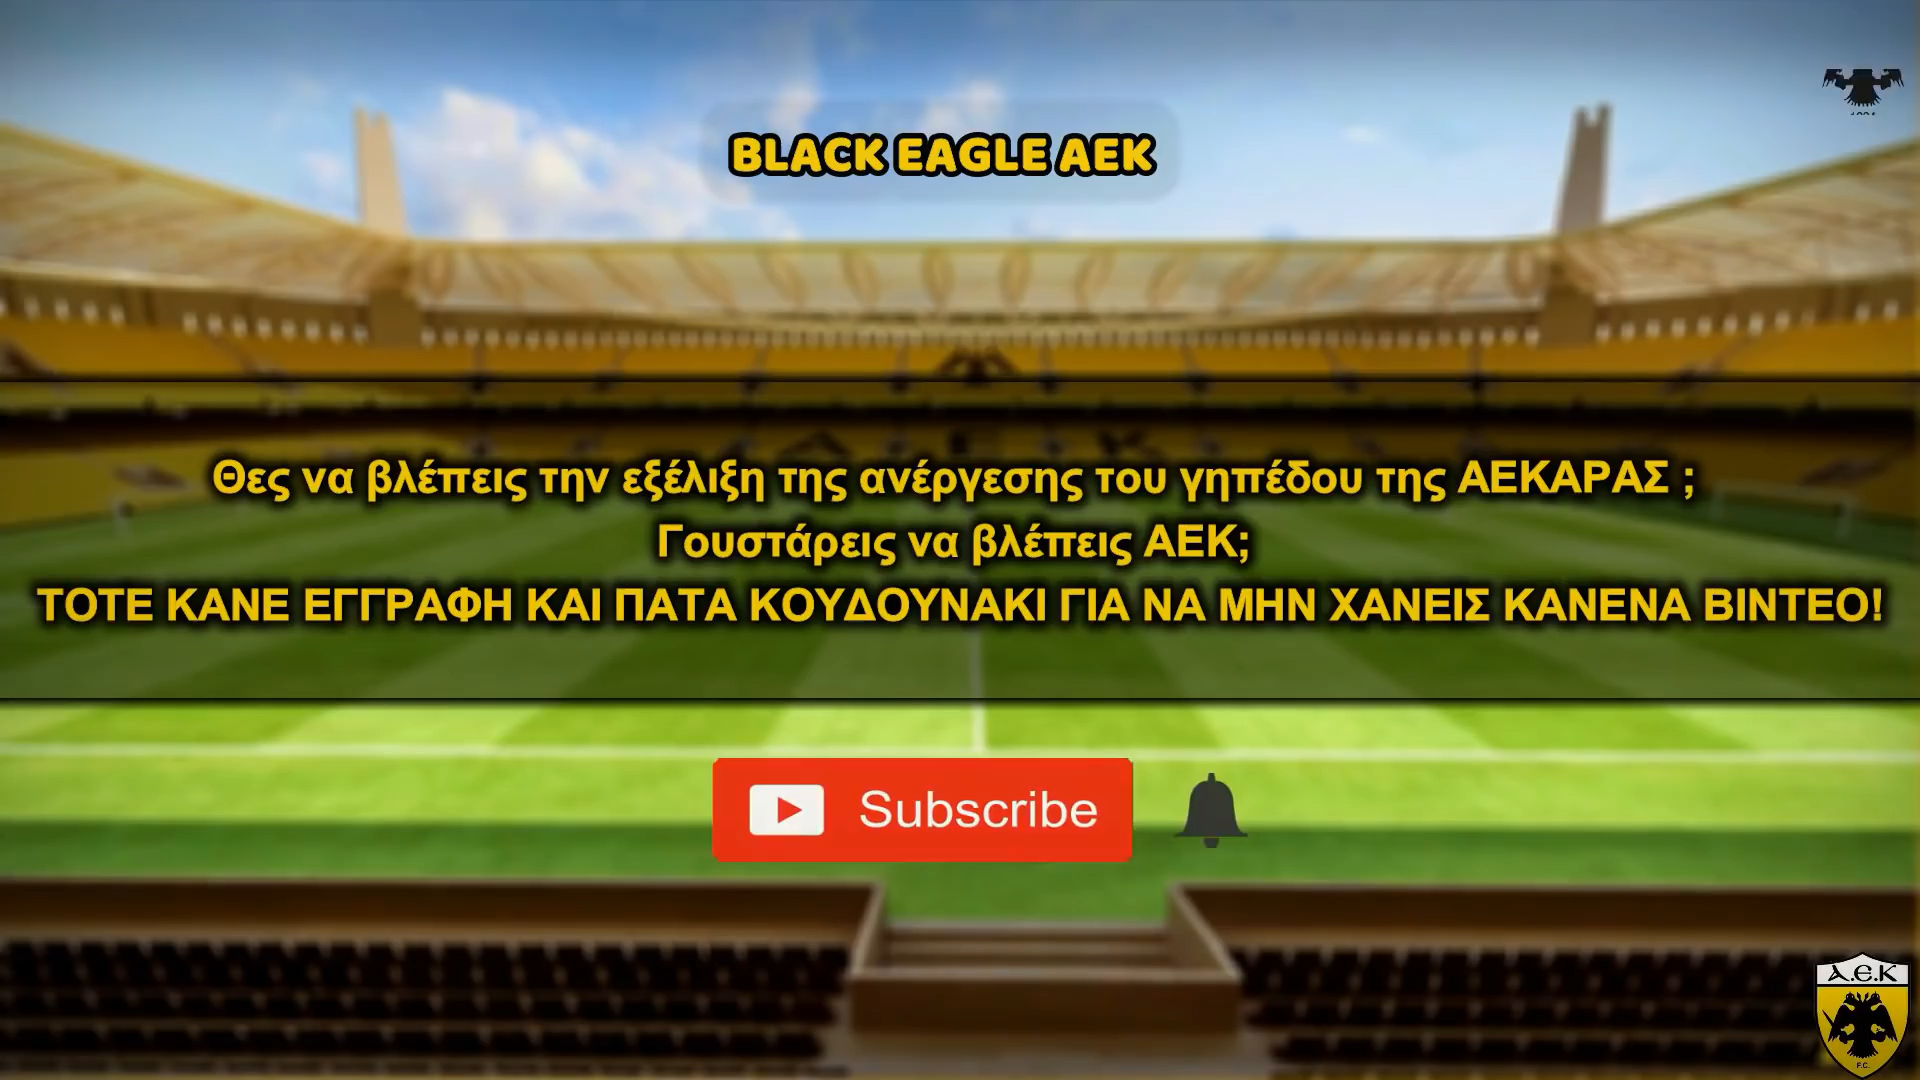 BLACK EAGLE AEK
Θες να βλέπεις την εξέλιξη της ανέργεσης του γηπέδου της ΑΕΚΑΡΑΣ ;
Γουστάρεις να βλέπεις ΑΕΚ;
ΤΟΤΕ ΚΑΝΕ ΕΓΓΡΑΦΗ ΚΑΙ ΠΑΤΑ ΚΟΥΔΟΥΝΑΚΙ ΓΙΑ ΝΑ ΜΗΝ ΧΑΝΕΙΣ ΚΑΝΕΝΑ ΒΙΝΤΕΟ!
Subscribe
Α.Ε.Κ
F.C.